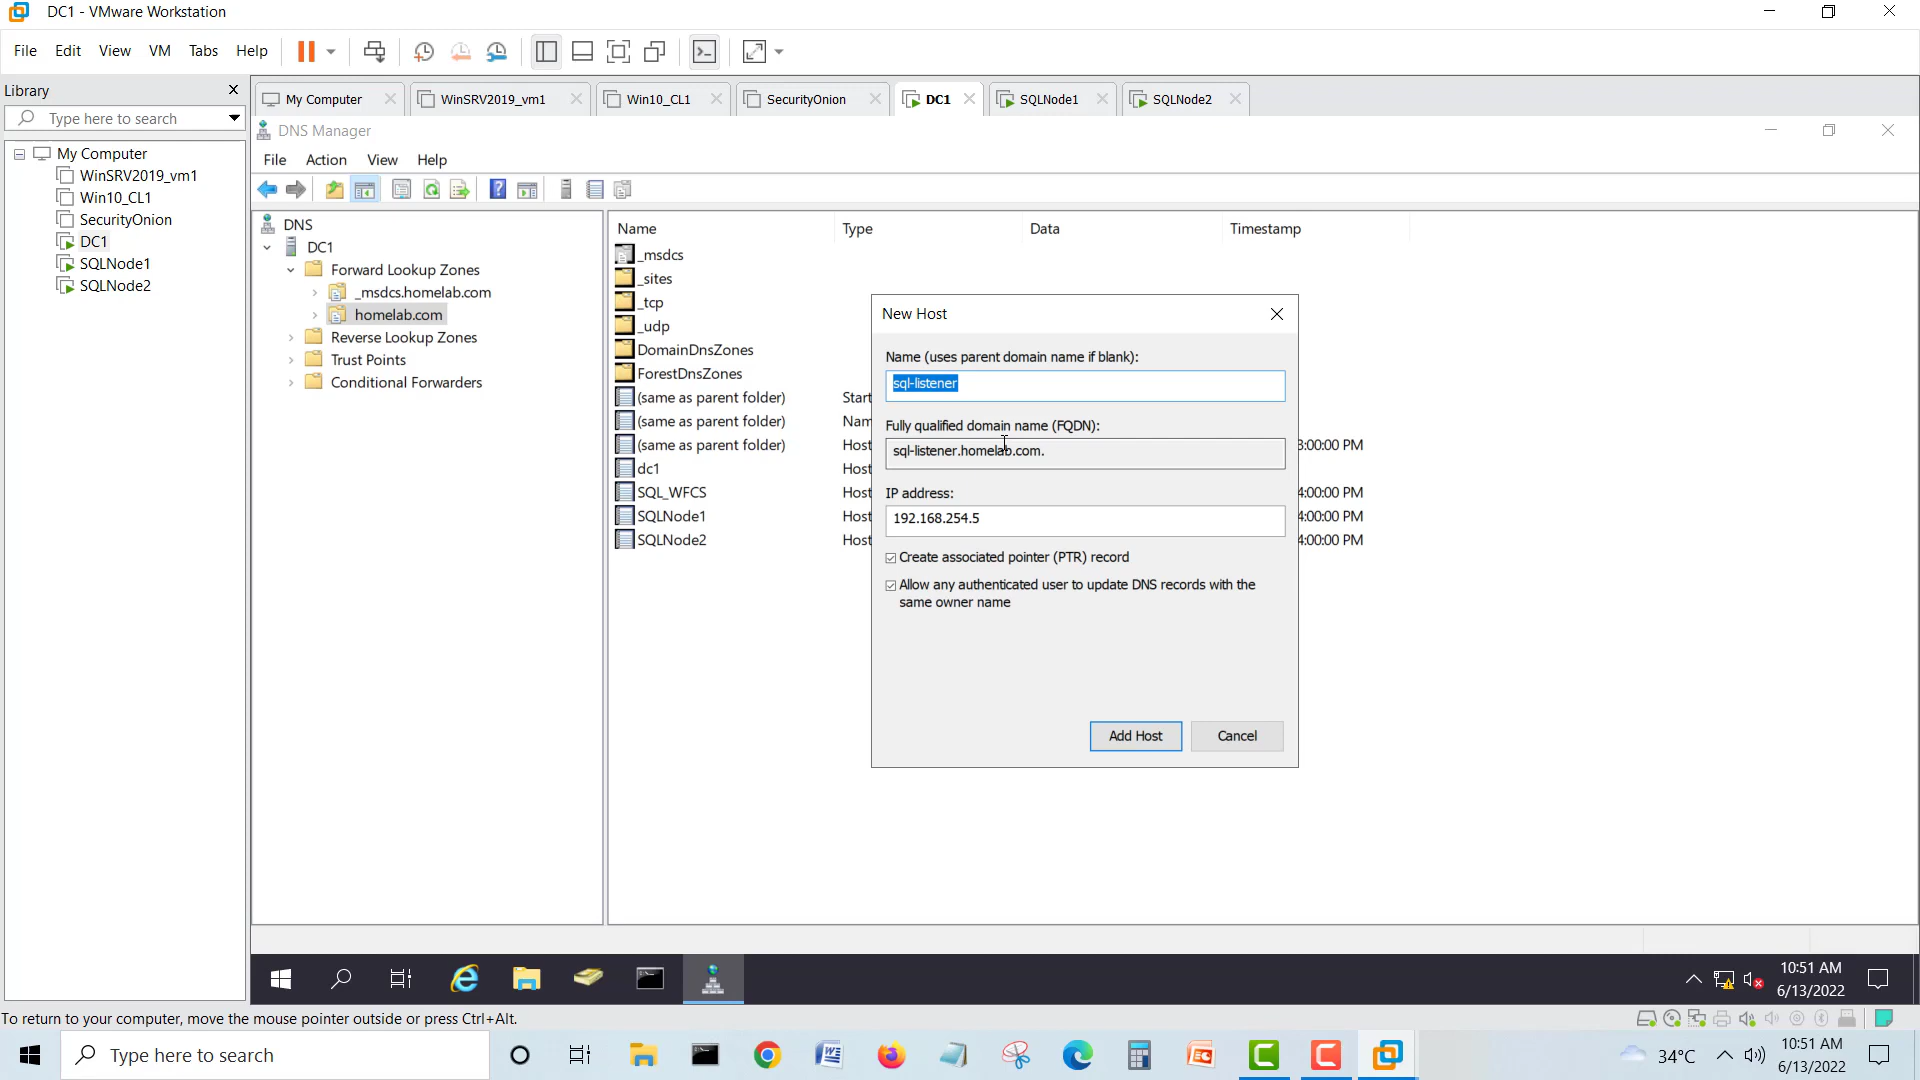 DC1 - VMware Workstation
File Edit View VM Tabs Help
Library
Type here to search
My Computer
WinSRV2019_vm1
Win10_CL1
SecurityOnion
DC1
SQLNode1
SQLNode2
My Computer WinSRV2019_vm1 Win10_CL1 SecurityOnion DC1 SQLNode1 SQLNode2
DNS Manager
File Action View Help
DNS
DC1
Forward Lookup Zones
_msdcs.homelab.com
homelab.com
Reverse Lookup Zones
Trust Points
Conditional Forwarders
Name Type Data Timestamp
_msdcs
_sites
_tcp
_udp
DomainDnsZones
ForestDnsZones
(same as parent folder) Start
(same as parent folder) Nam
(same as parent folder) Host 3:00:00 PM
dc1 Host
SQL_WFCS Host 4:00:00 PM
SQLNode1 Host 4:00:00 PM
SQLNode2 Host 4:00:00 PM
New Host
Name (uses parent domain name if blank):
sql-listener
Fully qualified domain name (FQDN):
sql-listener.homelab.com.
IP address:
192.168.254.5
Create associated pointer (PTR) record
Allow any authenticated user to update DNS records with the
same owner name
Add Host Cancel
10:51 AM
6/13/2022
To return to your computer, move the mouse pointer outside or press Ctrl+Alt.
Type here to search
34°C
10:51 AM
6/13/2022